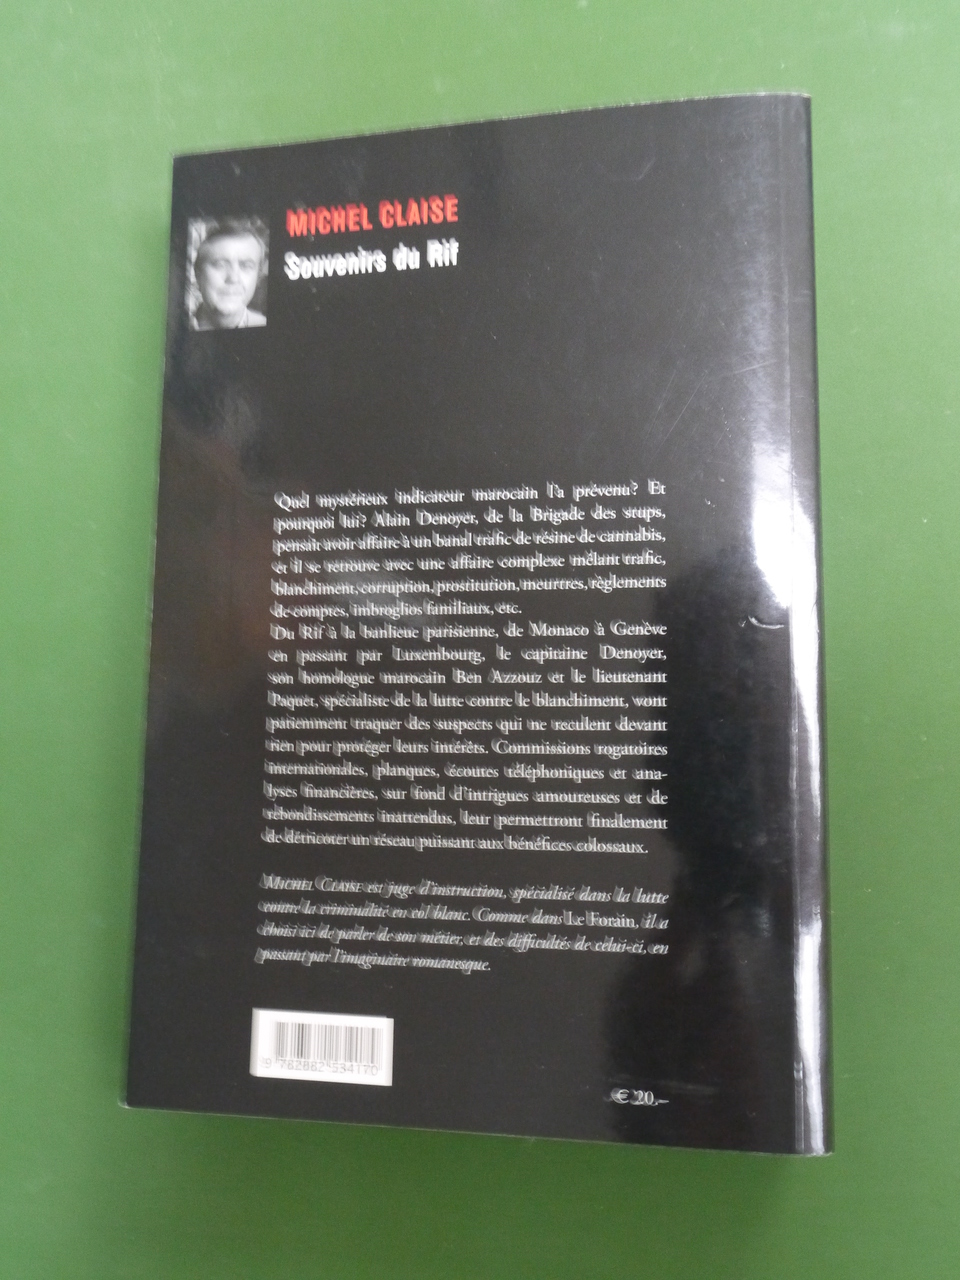 MICHEL CLAISE
Souvenirs du Rif
Quel mystérieux indicateur marocain l'a prévenu? Et
pourquoi lui? Alain Denoyer, de la Brigade des stups,
pensait avoir affaire à un banal trafic de résine de cannabis,
et il se retrouve avec une affaire complexe mêlant trafic,
blanchiment, corruption, prostitution, meurtres, règlements
de comptes, imbroglios familiaux, etc.
Du Rif à la banlieue parisienne, de Monaco à Genève
en passant par Luxembourg, le capitaine Denoyer,
son homologue marocain Ben Azzouz et le lieutenant
Paquet, spécialiste de la lutte contre le blanchiment, vont
patiemment traquer des suspects qui ne reculent devant
rien pour protéger leurs intérêts. Commissions rogatoires
internationales, planques, écoutes téléphoniques et ana-
lyses financières, sur fond d'intrigues amoureuses et de
rebondissements inattendus, leur permettront finalement
de détricoter un réseau puissant aux bénéfices colossaux.
MICHEL CLAISE est juge d'instruction, spécialisé dans la lutte
contre la criminalité en col blanc. Comme dans Le Forain, il a
choisi ici de parler de son métier, et des difficultés de celui-ci, en
passant par l'imaginaire romanesque.
9 782882 534170
€ 20.–